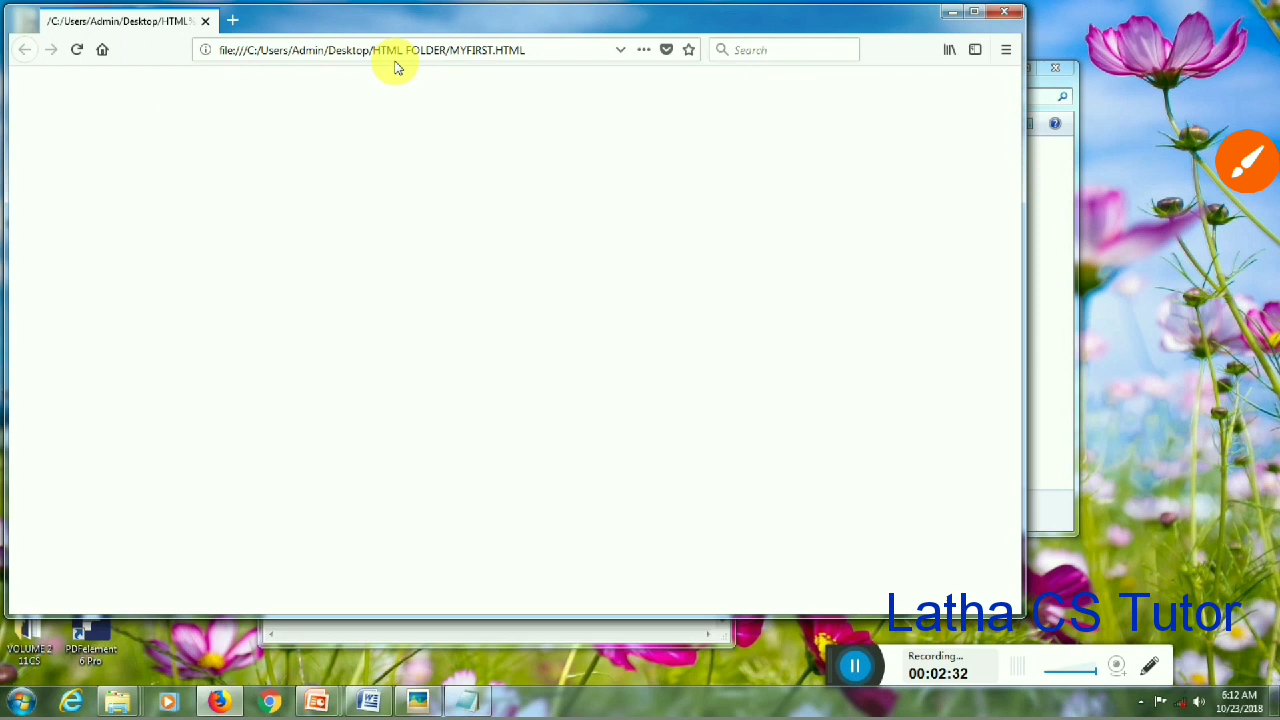 /C:/Users/Admin/Desktop/HTML%
file:///C:/Users/Admin/Desktop/HTML FOLDER/MYFIRST.HTML
Search
Latha CS Tutor
VOLUME 2
11CS
PDFelement
6 Pro
Recording...
00:02:32
6:12 AM
10/23/2018